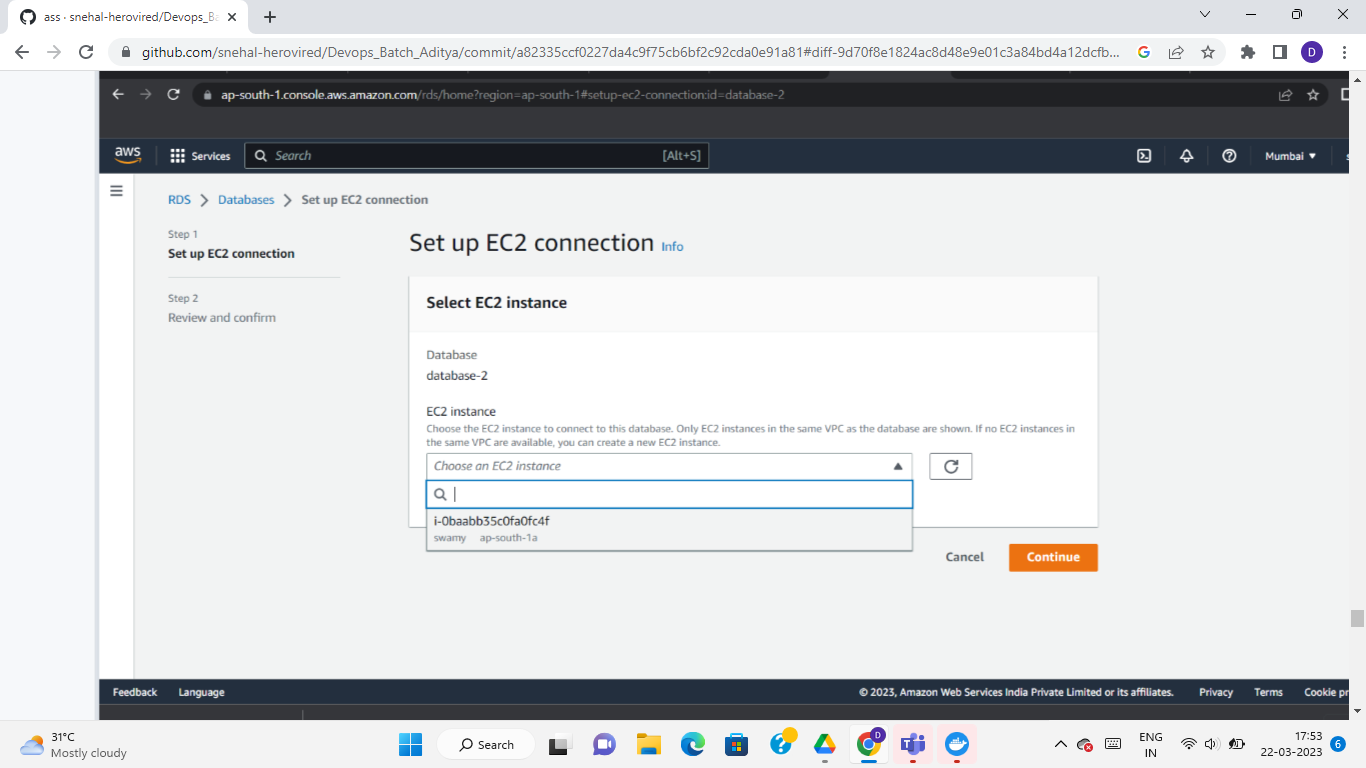 ass · snehal-herovired/Devops_Ba
github.com/snehal-herovired/Devops_Batch_Aditya/commit/a82335ccf0227da4c9f75cb6bf2c92cda0e91a81#diff-9d70f8e1824ac8d48e9e01c3a84bd4a12dcfb...
D
ap-south-1.console.aws.amazon.com/rds/home?region=ap-south-1#setup-ec2-connection:id=database-2
aws
Services
Search
[Alt+S]
Mumbai
RDS
Databases
Set up EC2 connection
Step 1
Set up EC2 connection
Step 2
Review and confirm
Set up EC2 connection Info
Select EC2 instance
Database
database-2
EC2 instance
Choose the EC2 instance to connect to this database. Only EC2 instances in the same VPC as the database are shown. If no EC2 instances in
the same VPC are available, you can create a new EC2 instance.
Choose an EC2 instance
i-0baabb35c0fa0fc4f
swamy ap-south-1a
Cancel
Continue
Feedback
Language
© 2023, Amazon Web Services India Private Limited or its affiliates.
Privacy
Terms
Cookie pr
31°C
Mostly cloudy
Search
D
ENG
IN
17:53
22-03-2023
6